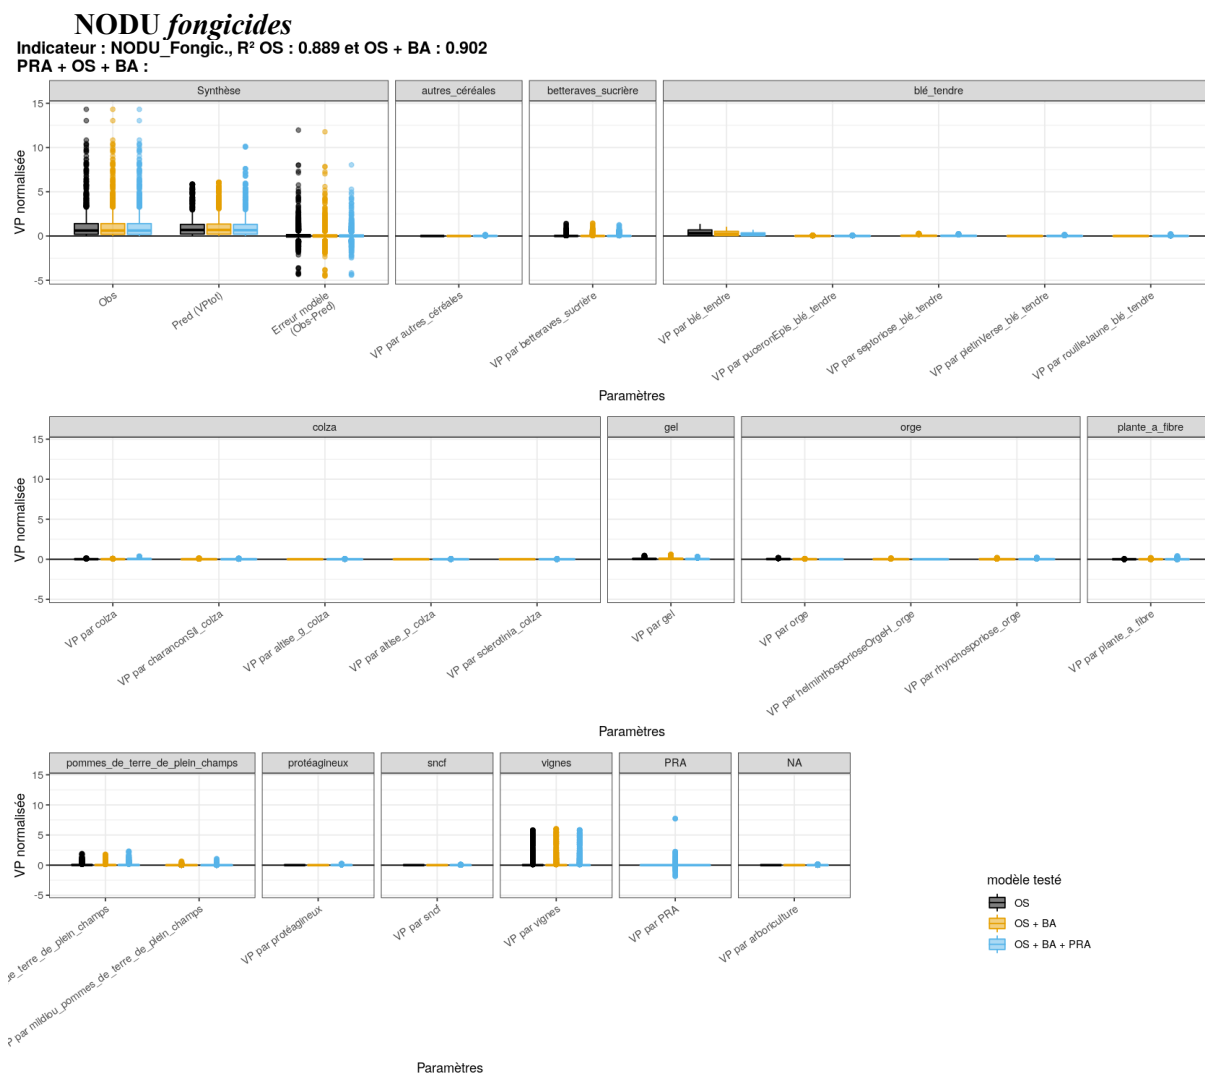 NODU fongicides
Indicateur : NODU_Fongic., R² OS : 0.889 et OS + BA : 0.902
PRA + OS + BA :
Synthèse
autres_céréales
betteraves_sucrière
blé_tendre
VP normalisée
15
10
5
0
-5
Obs
Pred (VPtot)
Erreur modèle
(Obs-Pred)
VP par autres_céréales
VP par betteraves_sucrière
VP par blé_tendre
VP par puceronEpis_blé_tendre
VP par septoriose_blé_tendre
VP par pietinVerse_blé_tendre
VP par rouilleJaune_blé_tendre
Paramètres
colza
gel
orge
plante_a_fibre
VP normalisée
15
10
5
0
-5
VP par colza
VP par charanconSil_colza
VP par altise_g_colza
VP par altise_p_colza
VP par sclerotinia_colza
VP par gel
VP par orge
VP par helminthosporioseOrgeH_orge
VP par rhynchosporiose_orge
VP par plante_a_fibre
Paramètres
pommes_de_terre_de_plein_champs
protéagineux
sncf
vignes
PRA
NA
VP normalisée
15
10
5
0
-5
de_terre_de_plein_champs
P par mildiou_pommes_de_terre_de_plein_champs
VP par protéagineux
VP par sncf
VP par vignes
VP par PRA
VP par arboriculture
Paramètres
modèle testé
OS
OS + BA
OS + BA + PRA